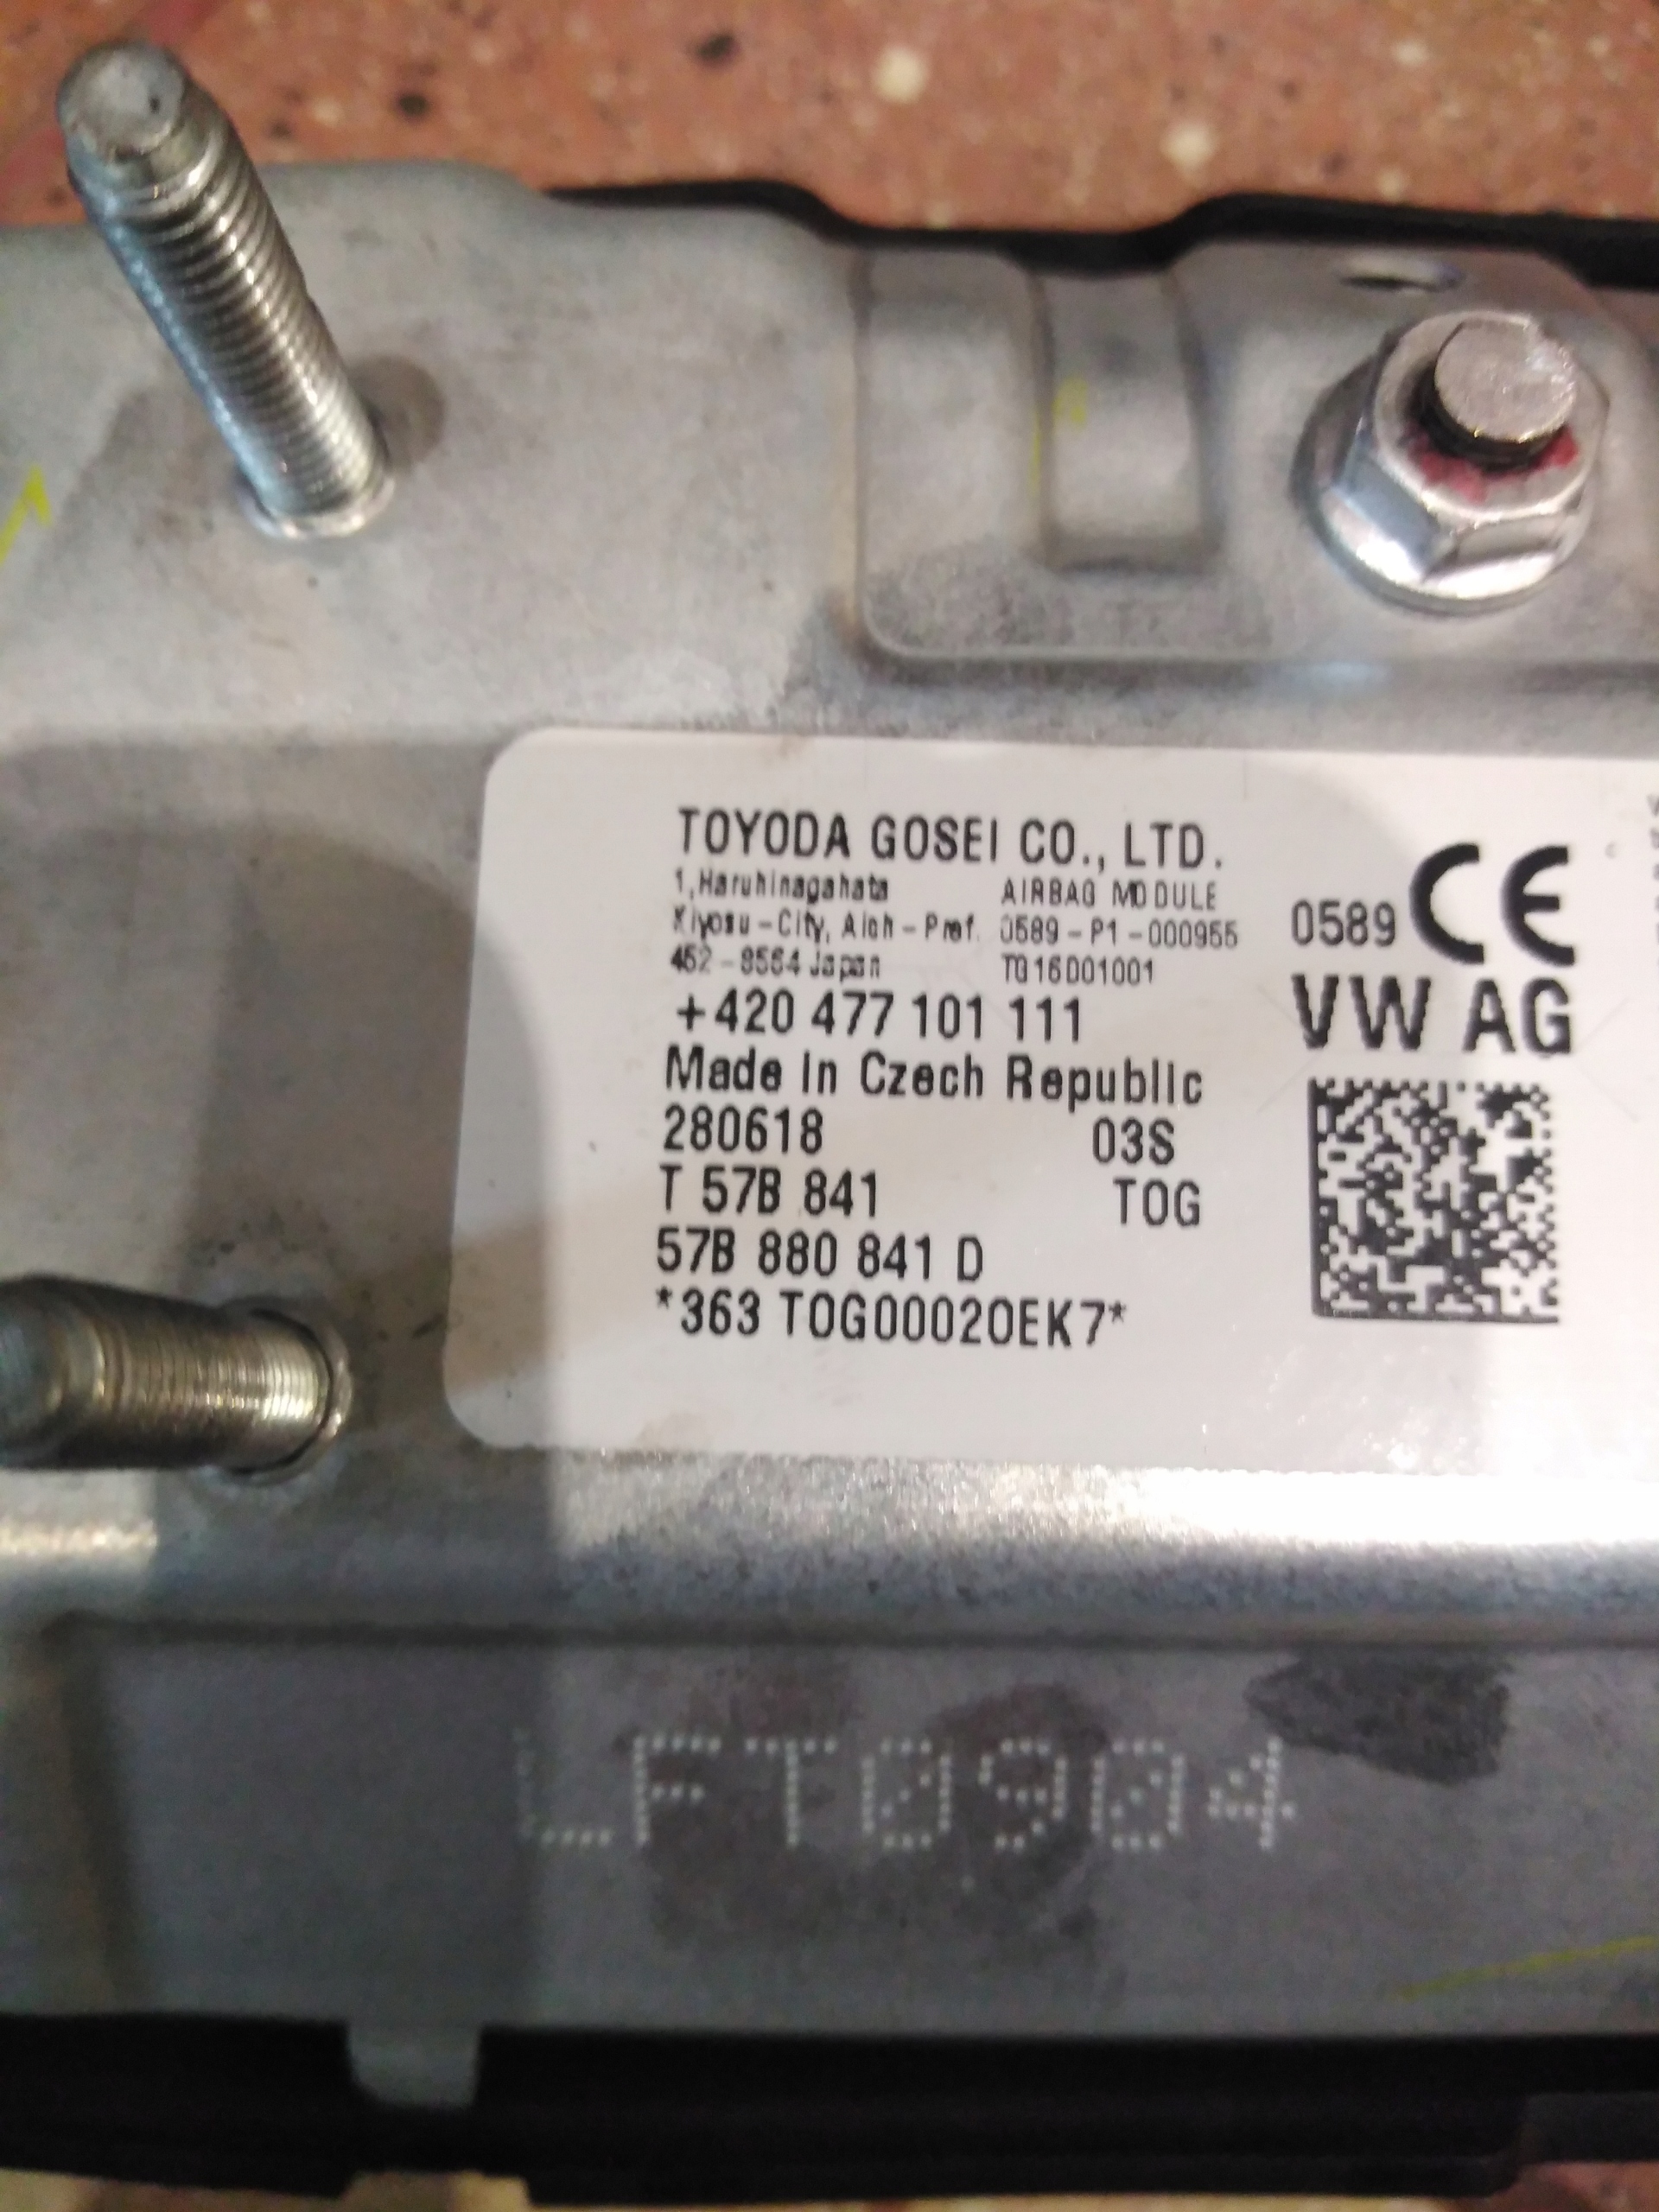 TOYODA GOSEI CO., LTD.
1,Haruhinagahata
Kiyosu-City, Aich-Pref.
452-8564 Japan
AIRBAG MODULE
0589-P1-000955
TG16D01001
0589 CE
VW AG
+420 477 101 111
Made in Czech Republic
280618 03S
T 57B 841 TOG
57B 880 841 D
*363 TOG00020EK7*
LFT0904